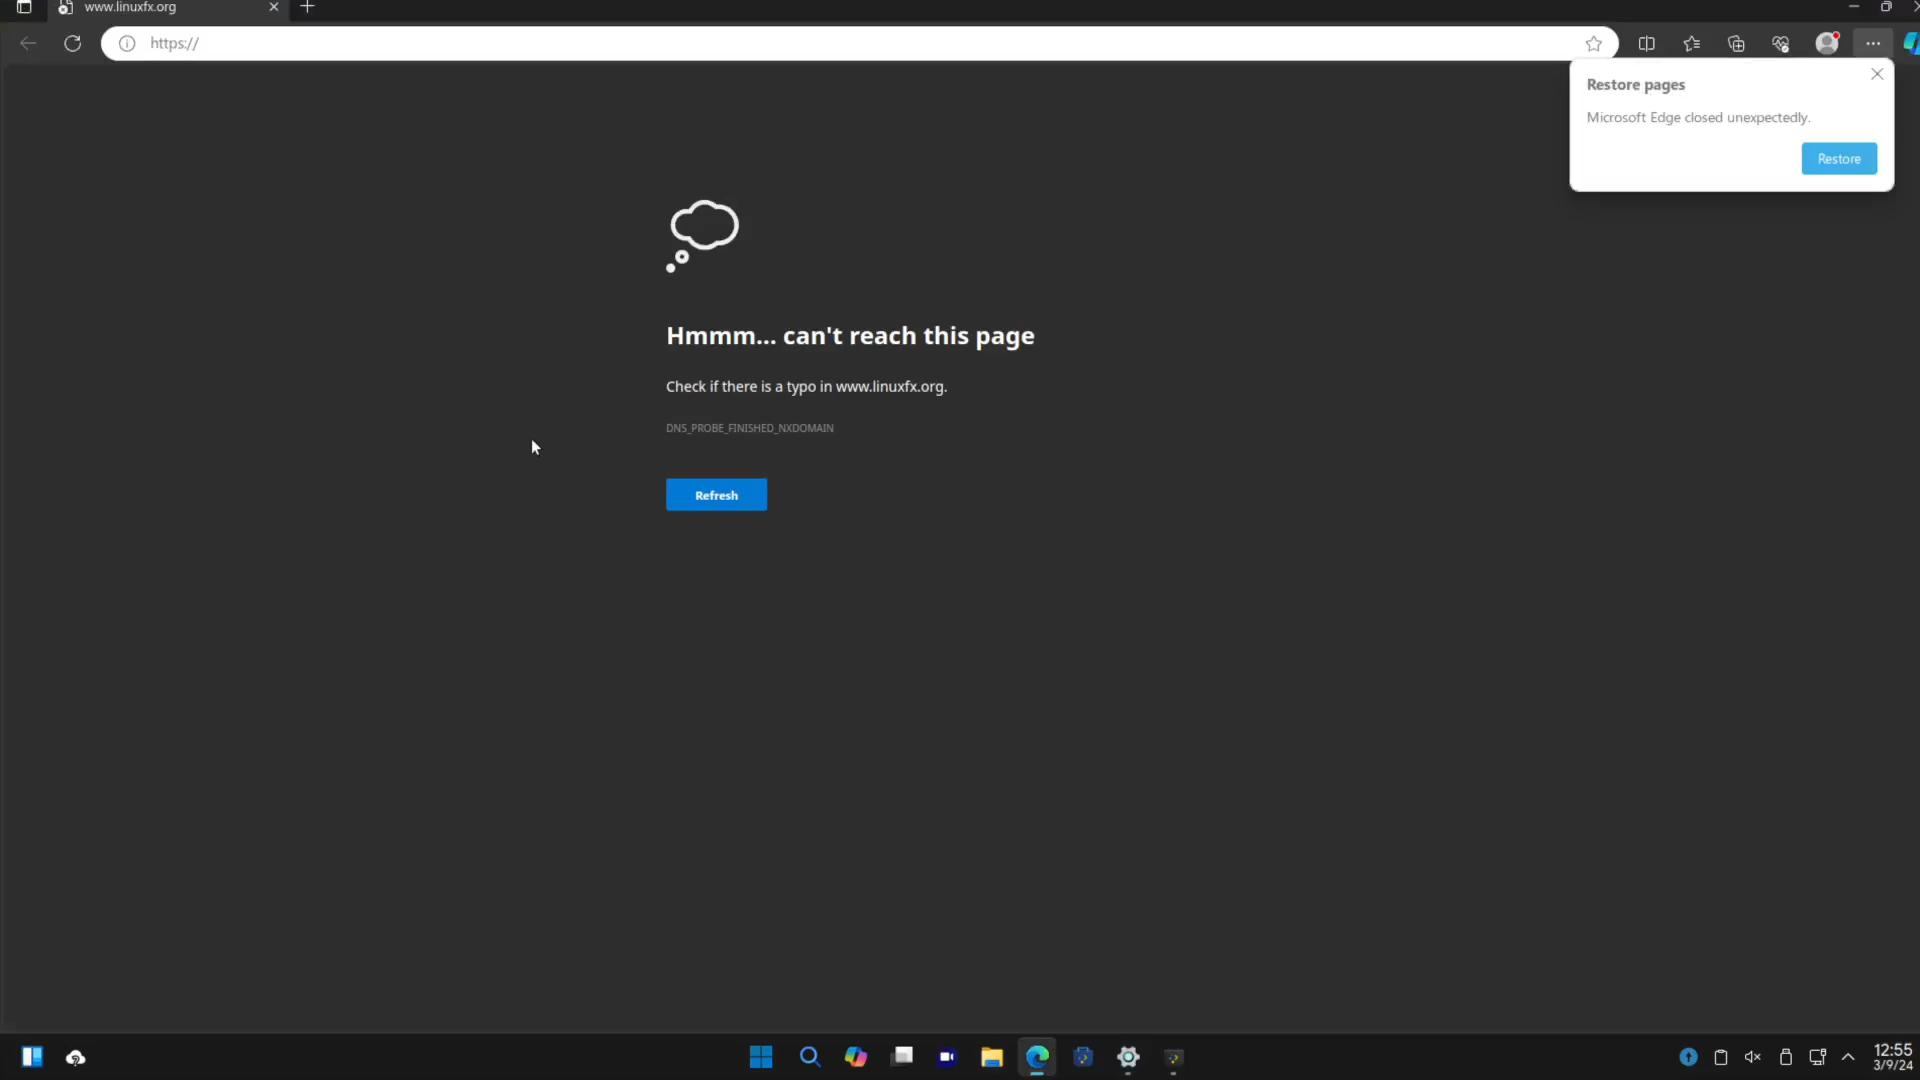 www.linuxfx.org
https://
Restore pages
Microsoft Edge closed unexpectedly.
Restore
Hmmm... can't reach this page
Check if there is a typo in www.linuxfx.org.
DNS_PROBE_FINISHED_NXDOMAIN
Refresh
12:55
3/9/24